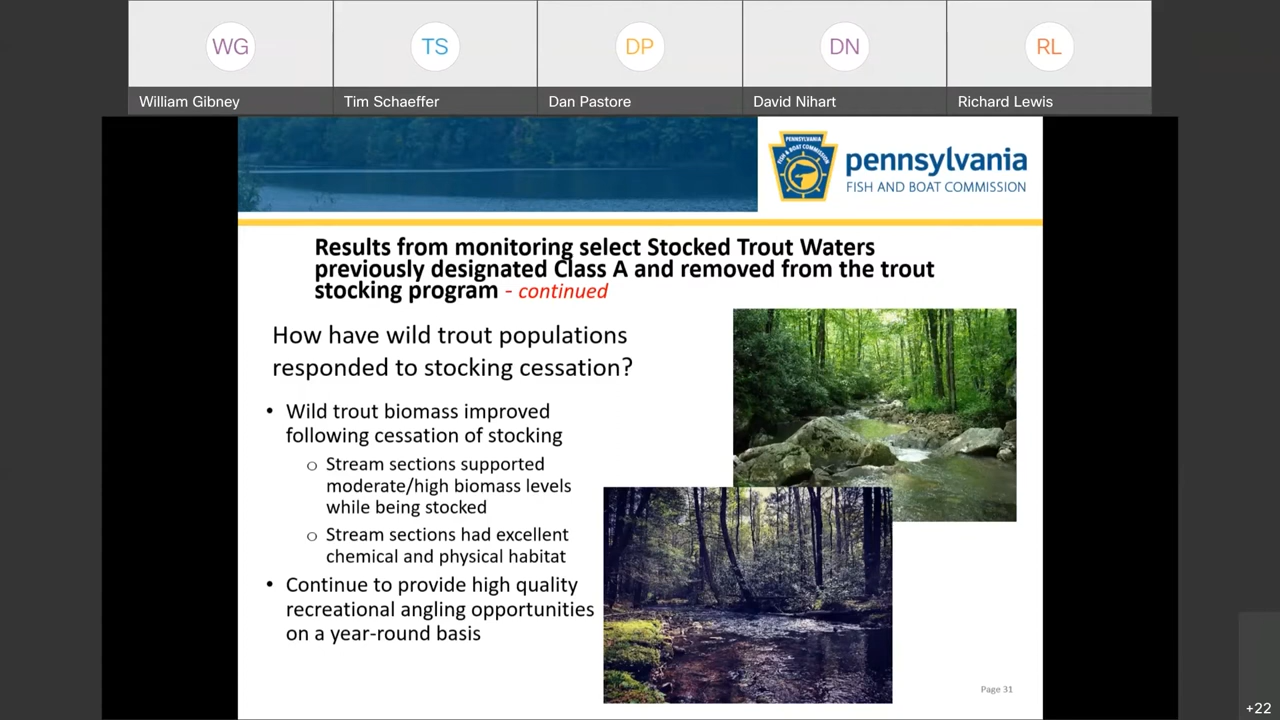 WG
TS
DP
DN
RL
William Gibney
Tim Schaeffer
Dan Pastore
David Nihart
Richard Lewis
PENNSYLVANIA
FISH & BOAT COMMISSION
pennsylvania
FISH AND BOAT COMMISSION
Results from monitoring select Stocked Trout Waters
previously designated Class A and removed from the trout
stocking program - continued
How have wild trout populations
responded to stocking cessation?
• Wild trout biomass improved
following cessation of stocking
o Stream sections supported
moderate/high biomass levels
while being stocked
o Stream sections had excellent
chemical and physical habitat
• Continue to provide high quality
recreational angling opportunities
on a year-round basis
Page 31
+22